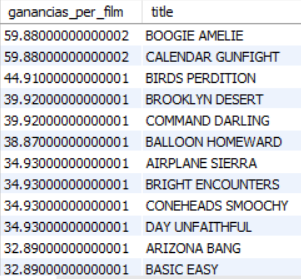 ganancias_per_film title
59.88000000000002 BOOGIE AMELIE
59.88000000000002 CALENDAR GUNFIGHT
44.91000000000001 BIRDS PERDITION
39.92000000000001 BROOKLYN DESERT
39.92000000000001 COMMAND DARLING
38.87000000000001 BALLOON HOMEWARD
34.93000000000001 AIRPLANE SIERRA
34.93000000000001 BRIGHT ENCOUNTERS
34.93000000000001 CONEHEADS SMOOCHY
34.93000000000001 DAY UNFAITHFUL
32.89000000000001 ARIZONA BANG
32.89000000000001 BASIC EASY